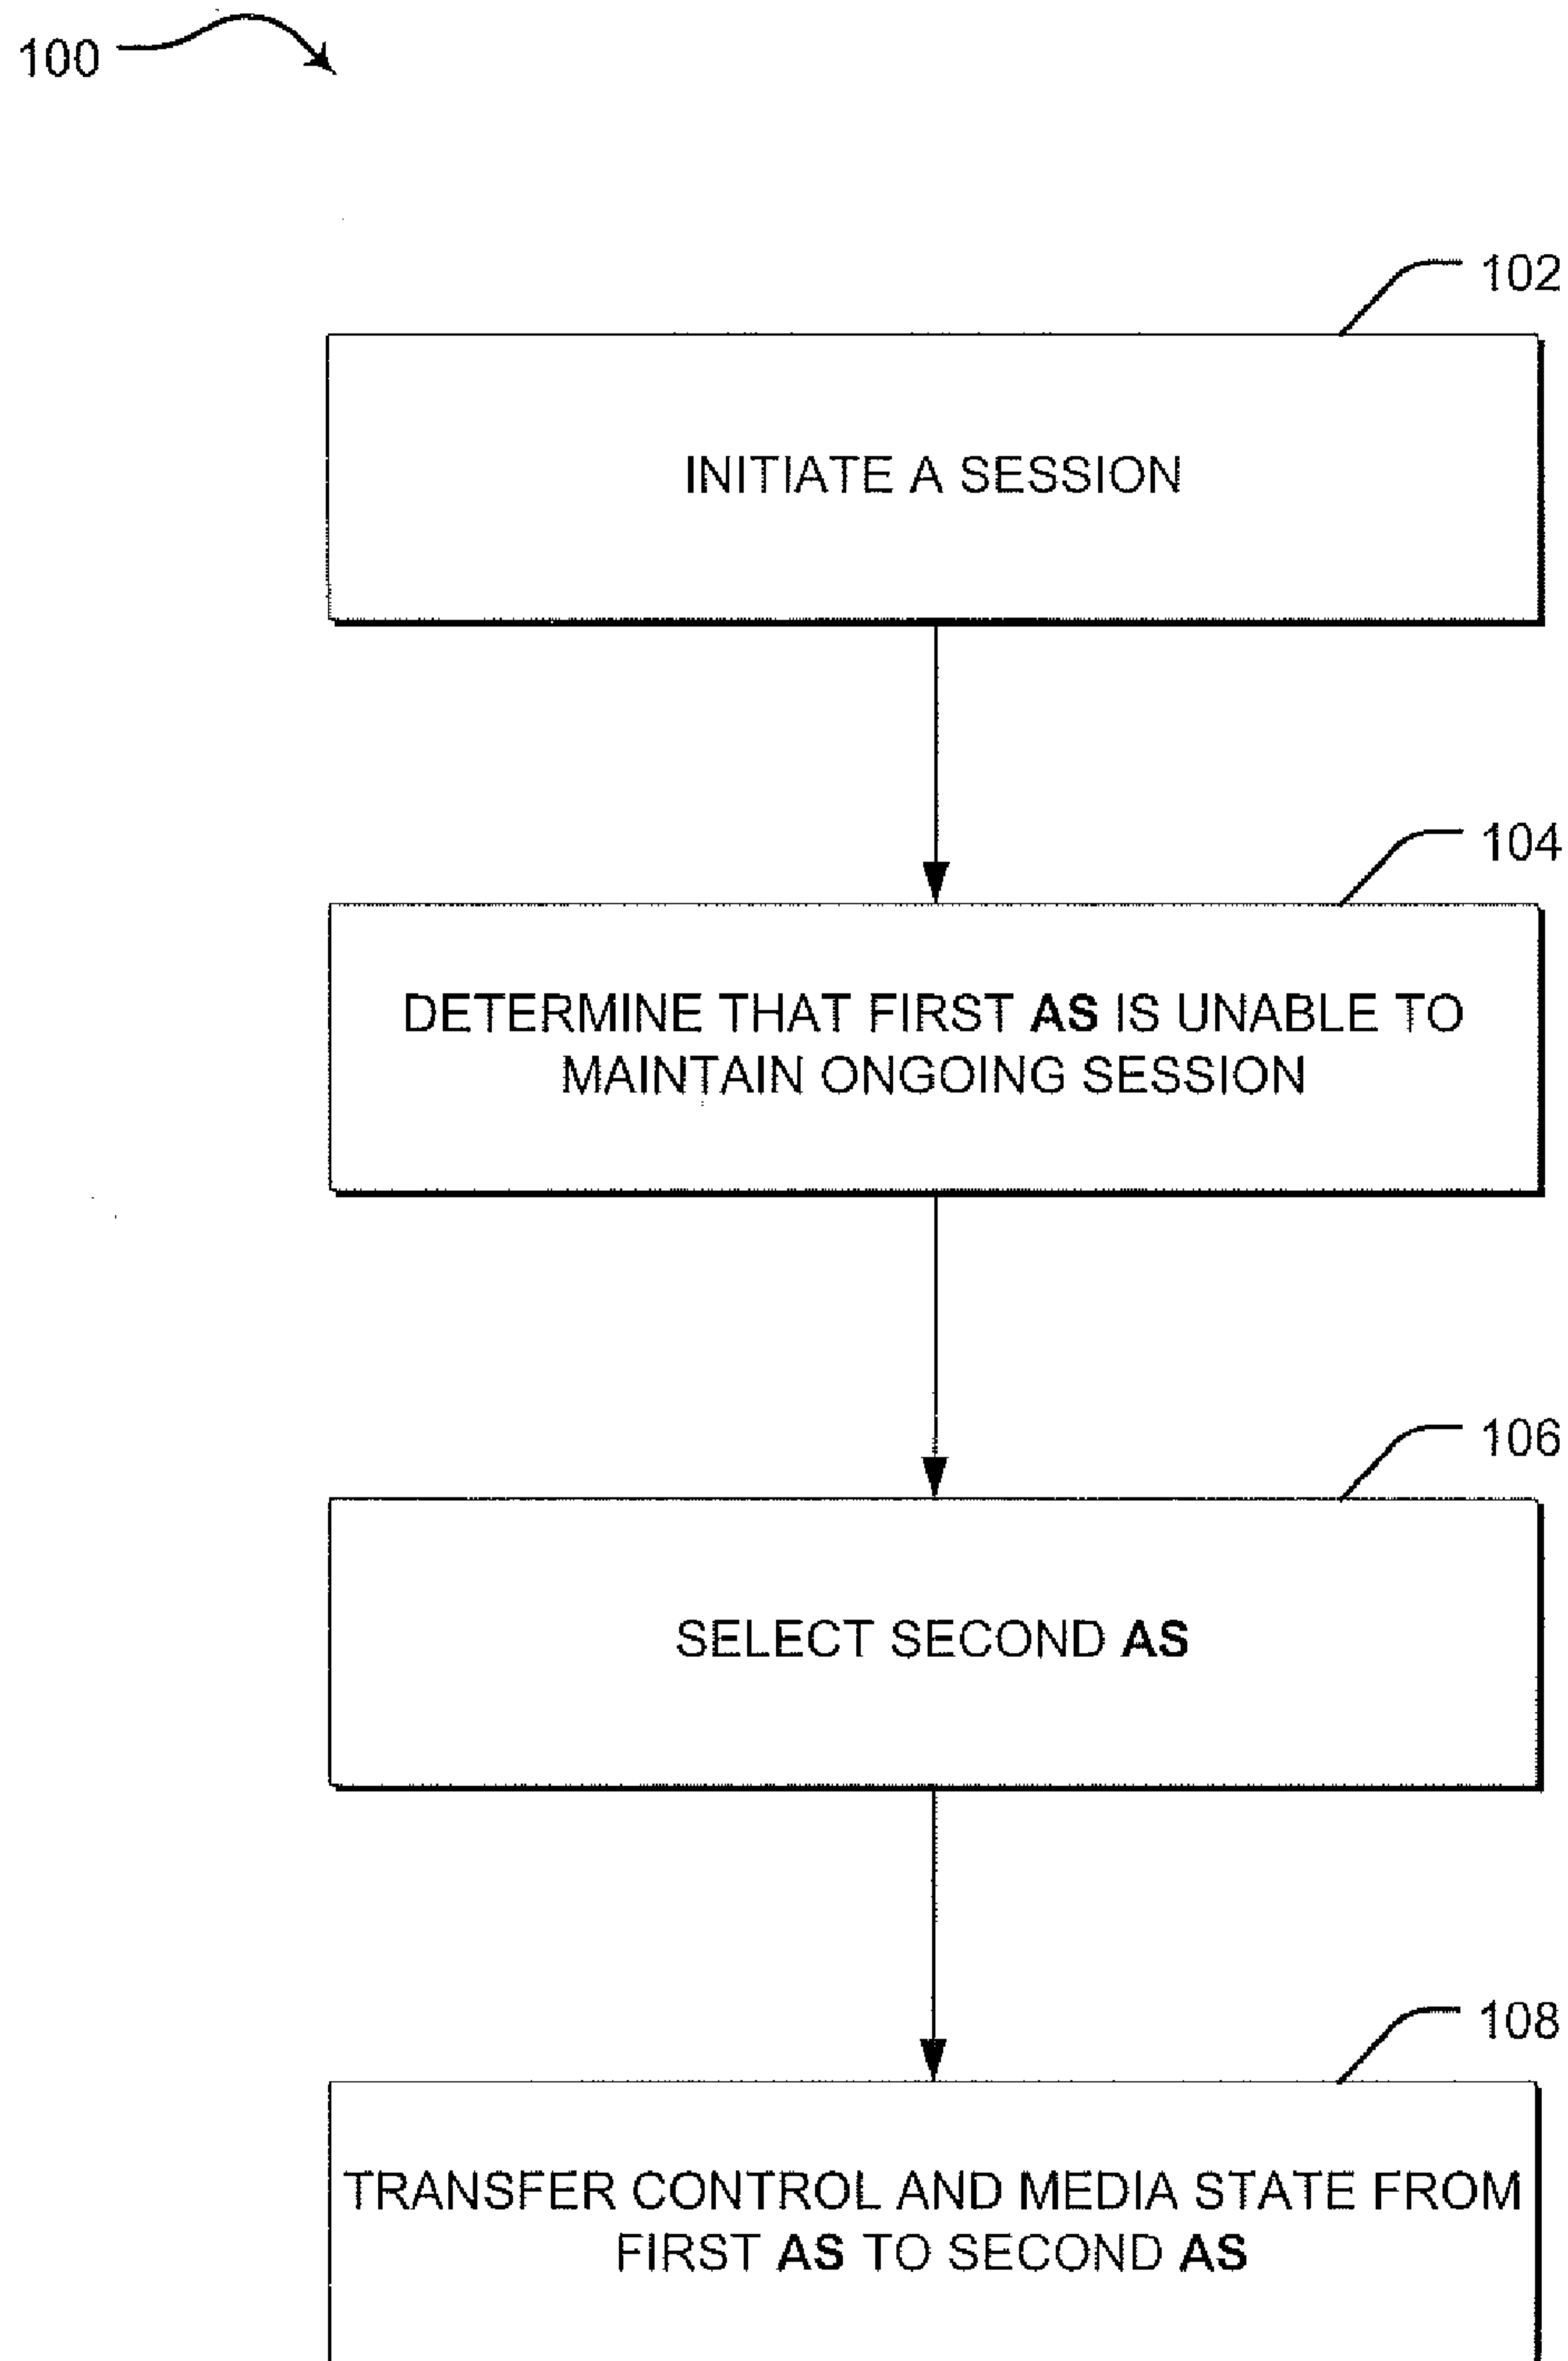 100
102
INITIATE A SESSION
104
DETERMINE THAT FIRST AS IS UNABLE TO
MAINTAIN ONGOING SESSION
106
SELECT SECOND AS
108
TRANSFER CONTROL AND MEDIA STATE FROM
FIRST AS TO SECOND AS